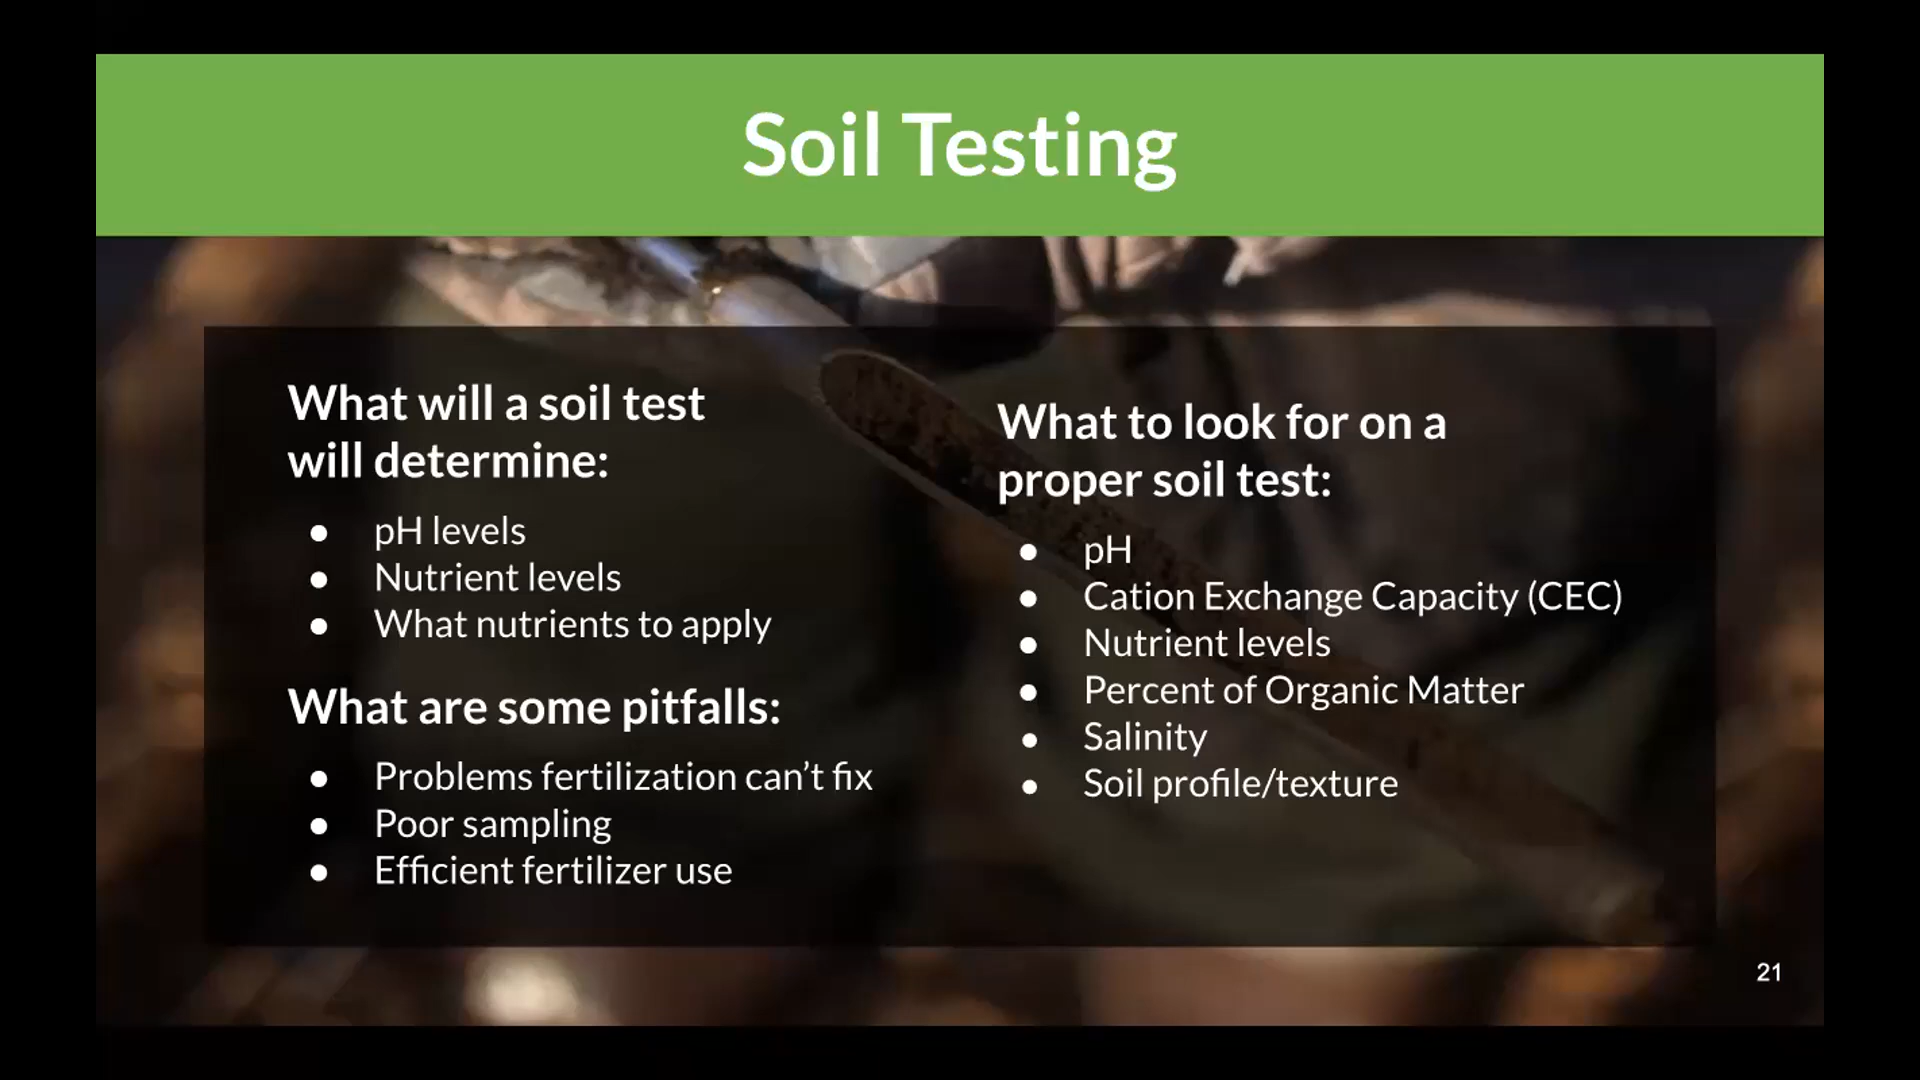 Soil Testing
What will a soil test
will determine:
● pH levels
● Nutrient levels
● What nutrients to apply
What are some pitfalls:
● Problems fertilization can’t fix
● Poor sampling
● Efficient fertilizer use
What to look for on a
proper soil test:
● pH
● Cation Exchange Capacity (CEC)
● Nutrient levels
● Percent of Organic Matter
● Salinity
● Soil profile/texture
21